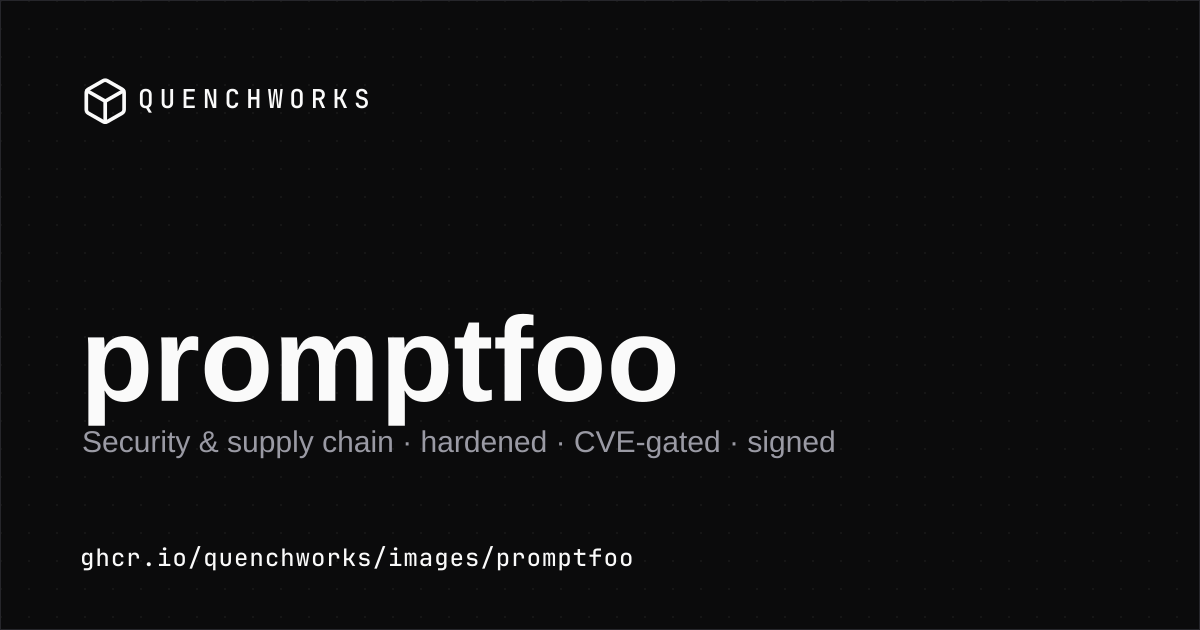 QUENCHWORKS
promptfoo
Security & supply chain · hardened · CVE-gated · signed
ghcr.io/quenchworks/images/promptfoo